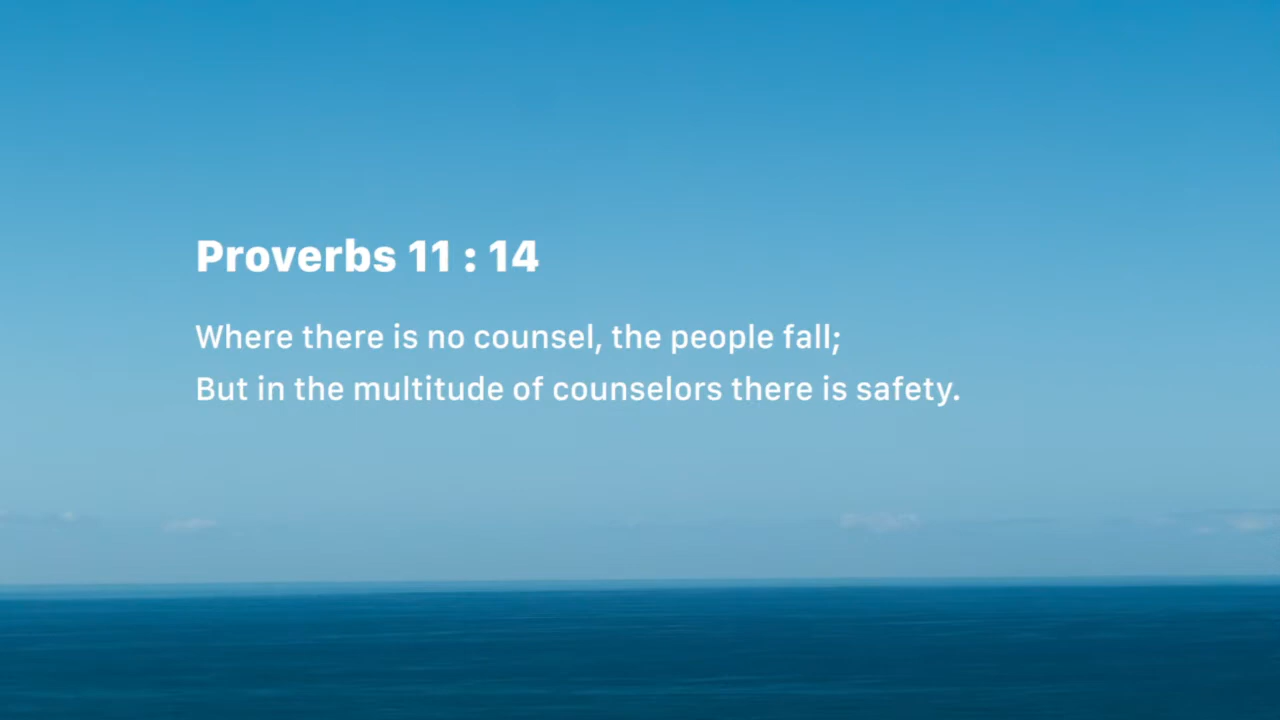 Proverbs 11 : 14
Where there is no counsel, the people fall;
But in the multitude of counselors there is safety.